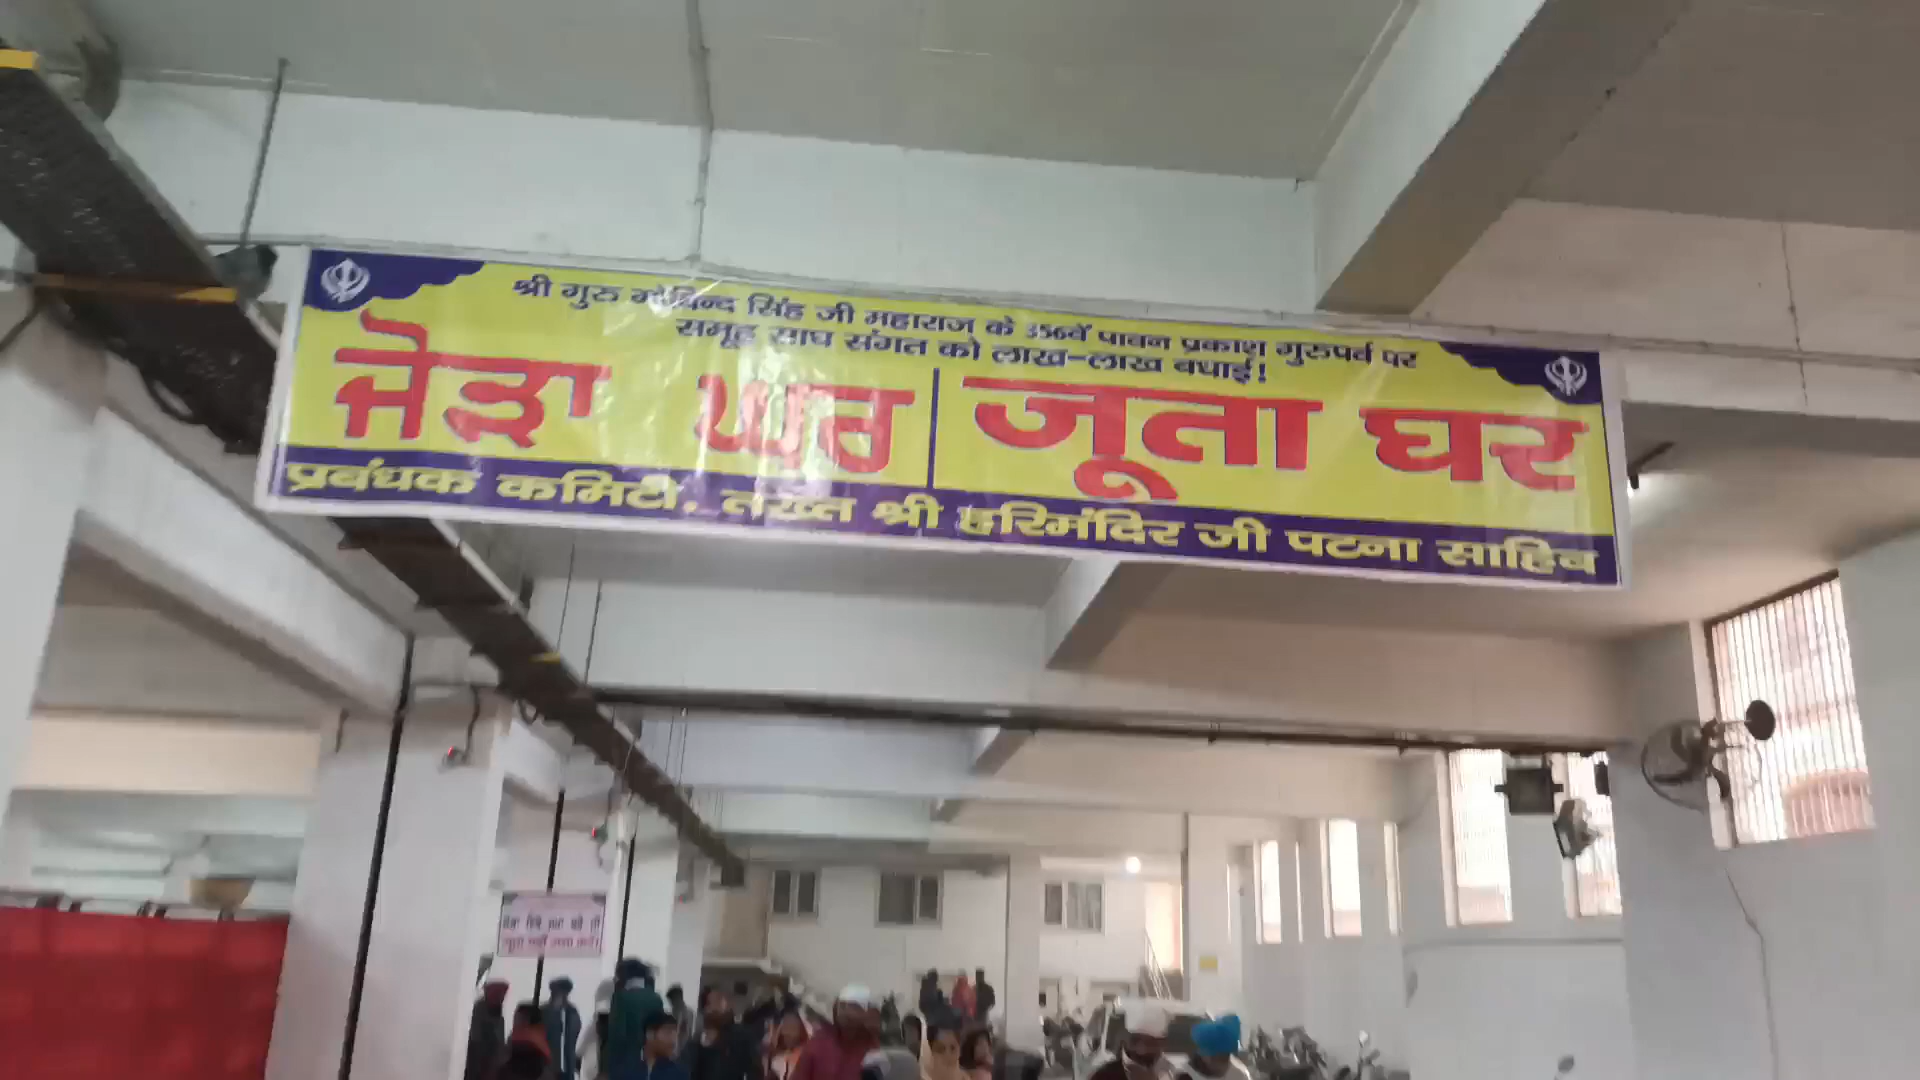 श्री गुरु गोबिन्द सिंह जी महाराज के 356वें पावन प्रकाश गुरुपर्व पर
समूह साध संगत को लाख-लाख बधाई!
ਜੋੜਾ ਘਰ | जूता घर
प्रबंधक कमिटी, तख्त श्री हरिमंदिर जी पटना साहिब